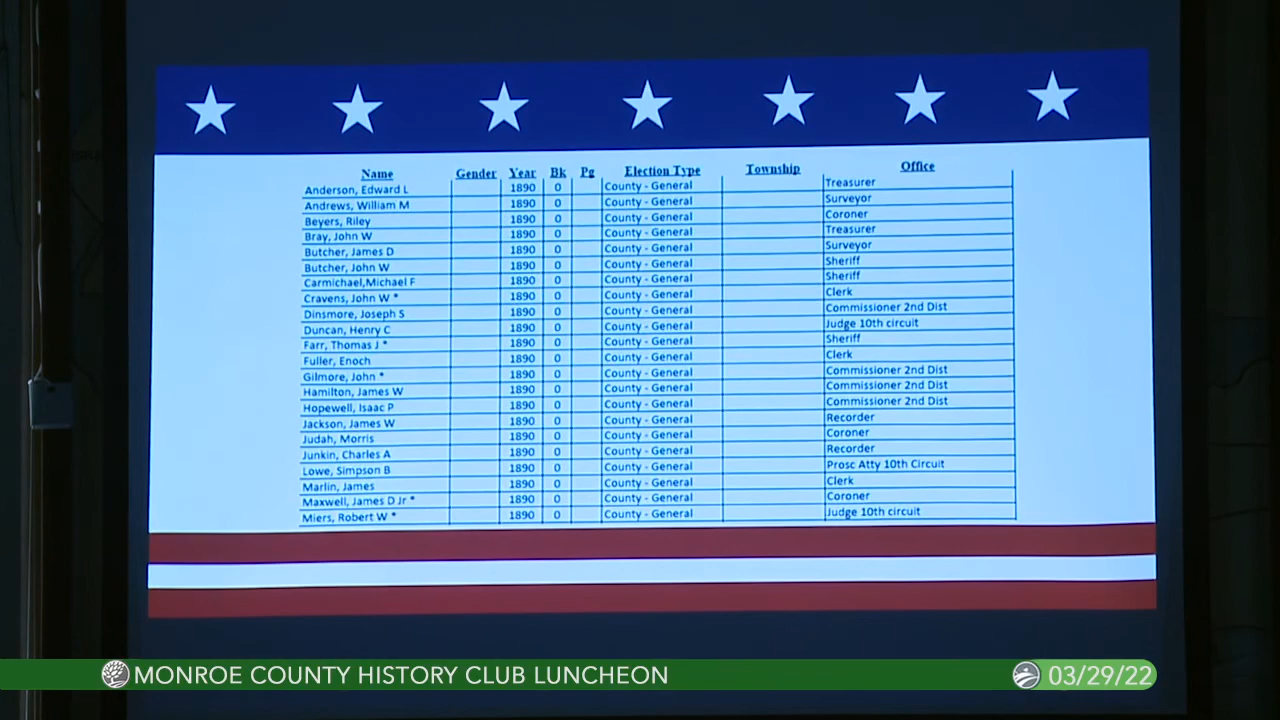 Name Gender Year Bk Pg Election Type Township Office
Anderson, Edward L 1890 0 County - General Treasurer
Andrews, William M 1890 0 County - General Surveyor
Beyers, Riley 1890 0 County - General Coroner
Bray, John W 1890 0 County - General Treasurer
Butcher, James D 1890 0 County - General Surveyor
Butcher, John W 1890 0 County - General Sheriff
Carmichael,Michael F 1890 0 County - General Sheriff
Cravens, John W * 1890 0 County - General Clerk
Dinsmore, Joseph S 1890 0 County - General Commissioner 2nd Dist
Duncan, Henry C 1890 0 County - General Judge 10th circuit
Farr, Thomas J * 1890 0 County - General Sheriff
Fuller, Enoch 1890 0 County - General Clerk
Gilmore, John * 1890 0 County - General Commissioner 2nd Dist
Hamilton, James W 1890 0 County - General Commissioner 2nd Dist
Hopewell, Isaac P 1890 0 County - General Commissioner 2nd Dist
Jackson, James W 1890 0 County - General Recorder
Judah, Morris 1890 0 County - General Coroner
Junkin, Charles A 1890 0 County - General Recorder
Lowe, Simpson B 1890 0 County - General Prosc Atty 10th Circuit
Marlin, James 1890 0 County - General Clerk
Maxwell, James D Jr * 1890 0 County - General Coroner
Miers, Robert W * 1890 0 County - General Judge 10th circuit
MONROE COUNTY HISTORY CLUB LUNCHEON 03/29/22